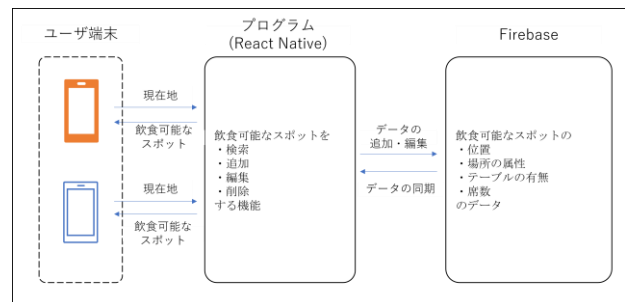 ユーザ端末
プログラム
(React Native)
Firebase
現在地
飲食可能な
スポット
現在地
飲食可能な
スポット
飲食可能なスポットを
・検索
・追加
・編集
・削除
する機能
データの
追加・編集
データの同期
飲食可能なスポットの
・位置
・場所の属性
・テーブルの有無
・席数
のデータ